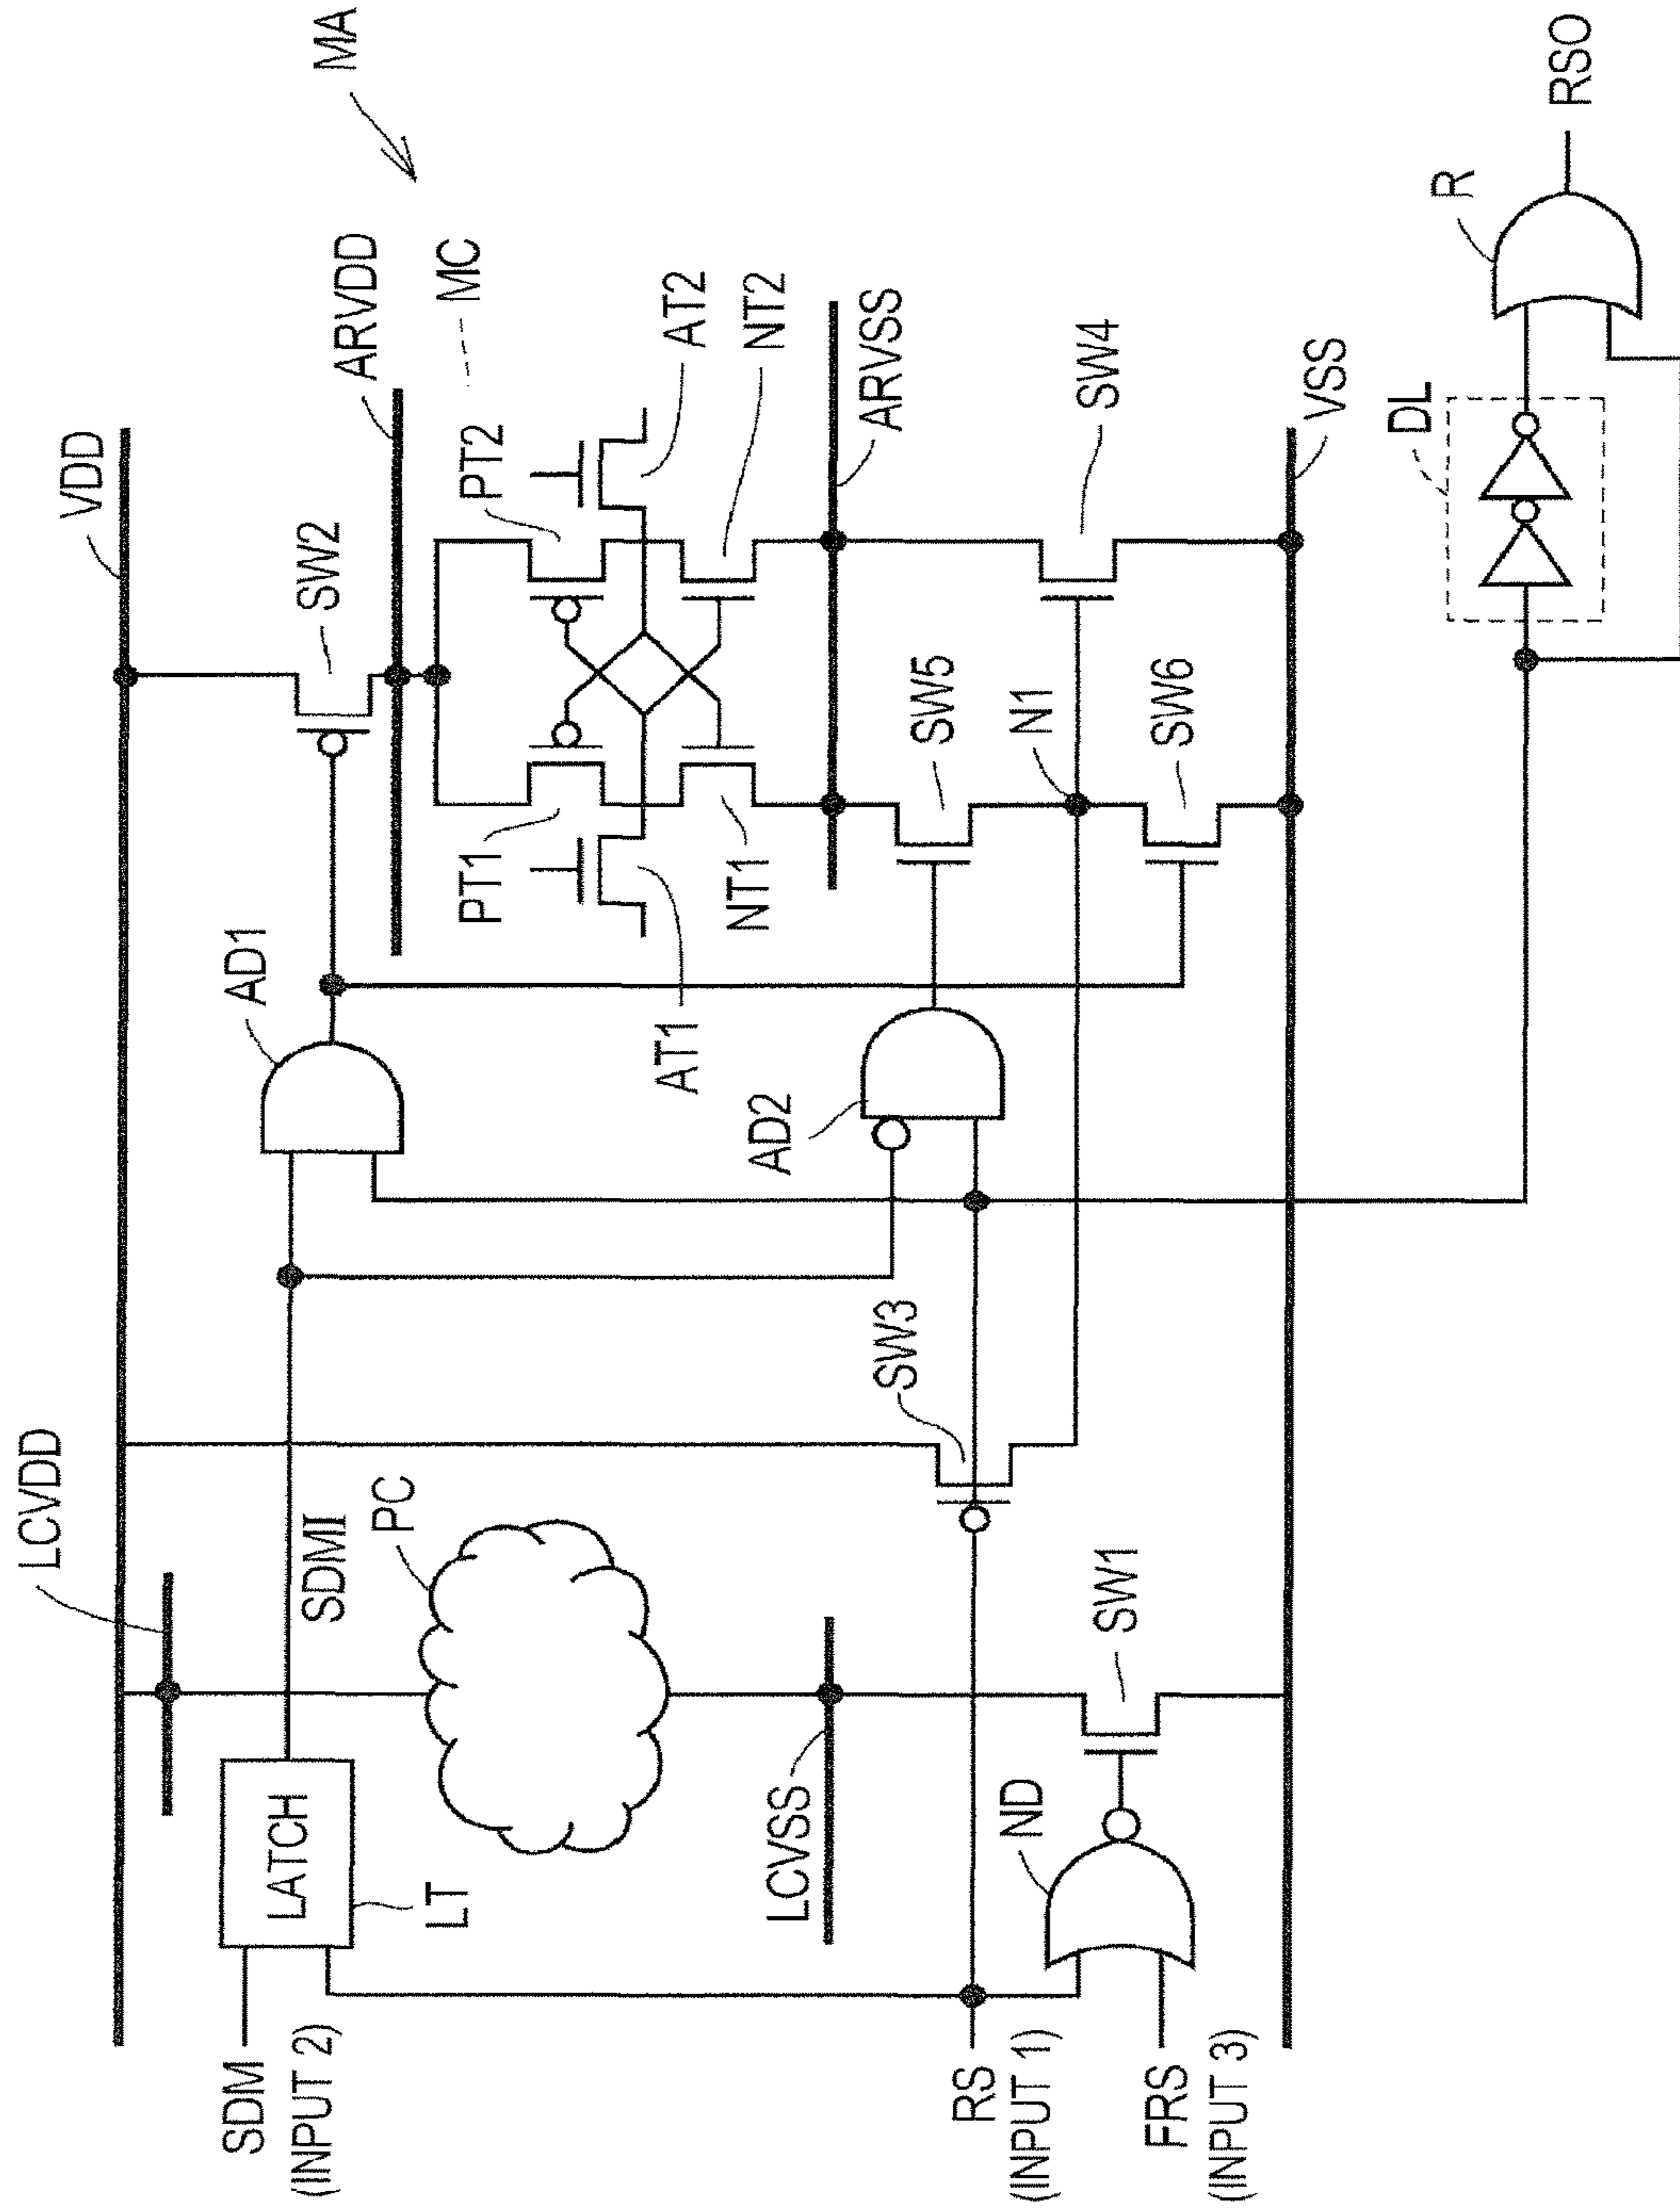 MA
VDD
SW2
ARVDD
MC
PT2
AT2
NT2
ARVSS
SW4
VSS
DL
R
RSO
PT1
NT1
AT1
SW5
N1
SW6
AD1
AD2
SW3
LCVDD
SDMI
PC
LATCH
LT
LCVSS
SW1
ND
SDM
(INPUT 2)
RS
(INPUT 1)
FRS
(INPUT 3)